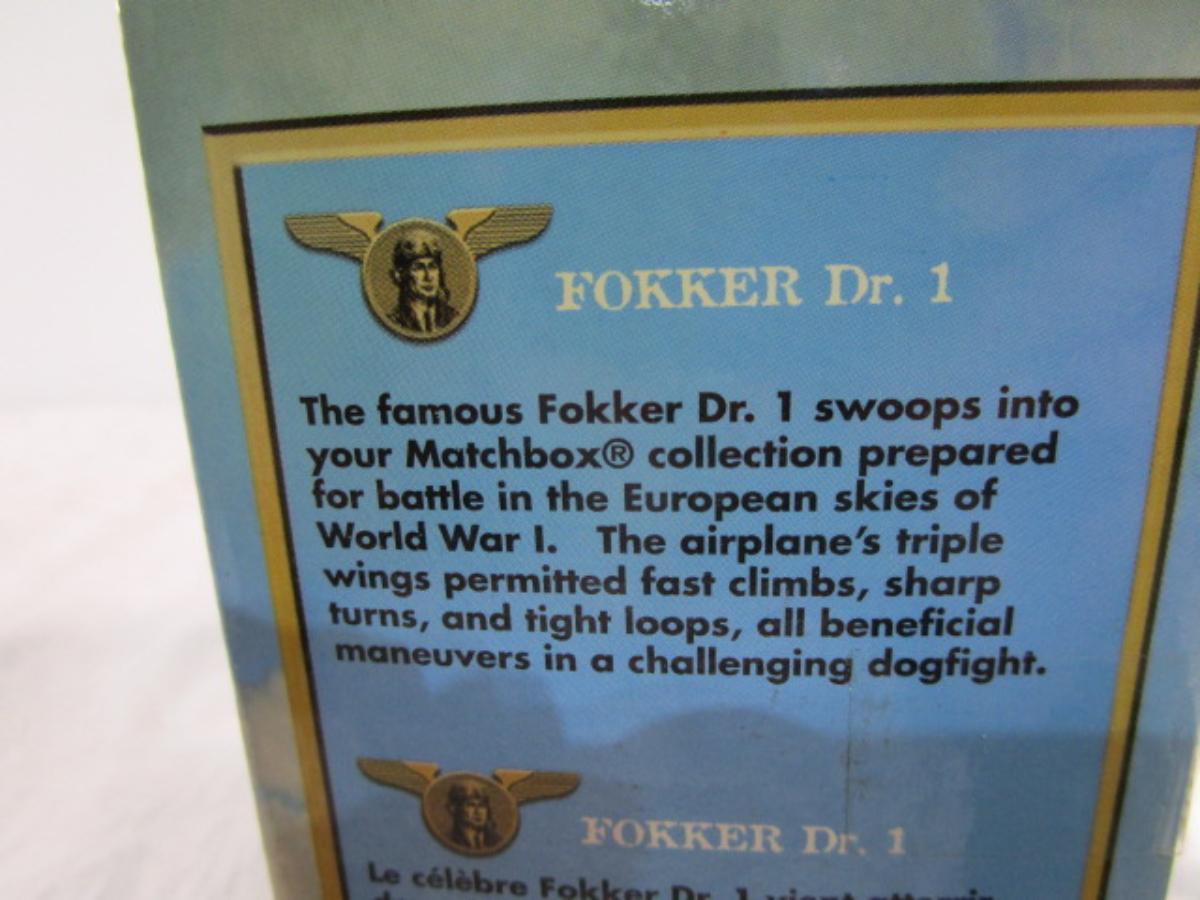 FOKKER Dr. 1
The famous Fokker Dr. 1 swoops into
your Matchbox® collection prepared
for battle in the European skies of
World War I. The airplane's triple
wings permitted fast climbs, sharp
turns, and tight loops, all beneficial
maneuvers in a challenging dogfight.
FOKKER Dr. 1
Le célèbre Fokker Dr. 1 vient atterrir